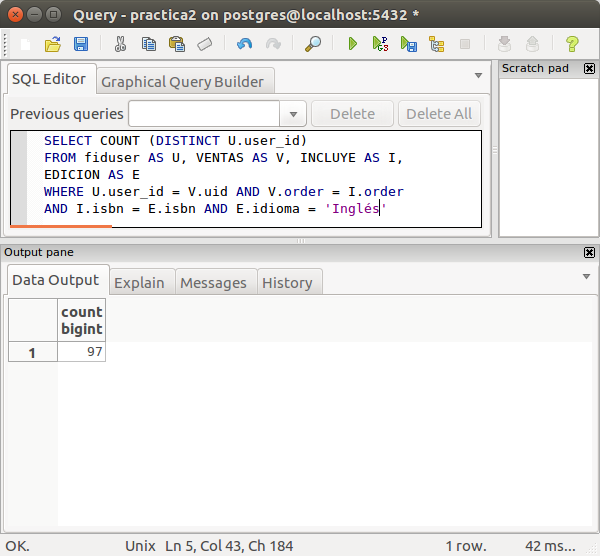 Query - practica2 on postgres@localhost:5432 *
SQL Editor
Graphical Query Builder
Scratch pad
Previous queries
Delete
Delete All
SELECT COUNT (DISTINCT U.user_id)
FROM fiduser AS U, VENTAS AS V, INCLUYE AS I,
EDICION AS E
WHERE U.user_id = V.uid AND V.order = I.order
AND I.isbn = E.isbn AND E.idioma = 'Inglés'
Output pane
Data Output
Explain
Messages
History
count
bigint
1
97
OK.
Unix
Ln 5, Col 43, Ch 184
1 row.
42 ms...